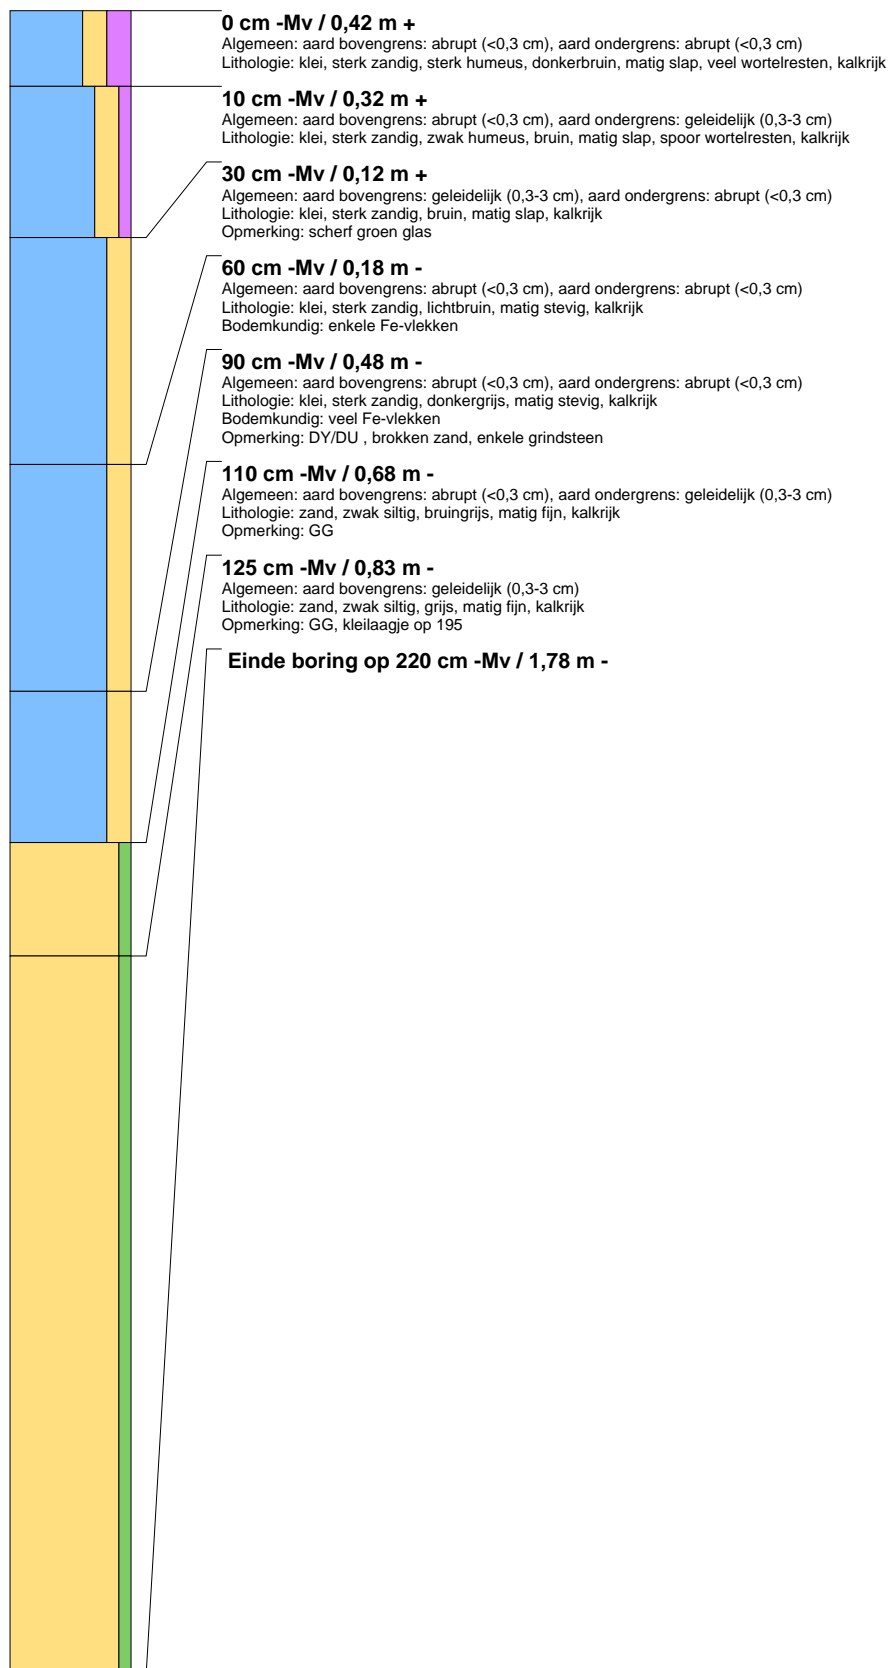 0 cm -Mv / 0,42 m +
Algemeen: aard bovengrens: abrupt (<0,3 cm), aard ondergrens: abrupt (<0,3 cm)
Lithologie: klei, sterk zandig, sterk humeus, donkerbruin, matig slap, veel wortelresten, kalkrijk
10 cm -Mv / 0,32 m +
Algemeen: aard bovengrens: abrupt (<0,3 cm), aard ondergrens: geleidelijk (0,3-3 cm)
Lithologie: klei, sterk zandig, zwak humeus, bruin, matig slap, spoor wortelresten, kalkrijk
30 cm -Mv / 0,12 m +
Algemeen: aard bovengrens: geleidelijk (0,3-3 cm), aard ondergrens: abrupt (<0,3 cm)
Lithologie: klei, sterk zandig, bruin, matig slap, kalkrijk
Opmerking: scherf groen glas
60 cm -Mv / 0,18 m -
Algemeen: aard bovengrens: abrupt (<0,3 cm), aard ondergrens: abrupt (<0,3 cm)
Lithologie: klei, sterk zandig, lichtbruin, matig stevig, kalkrijk
Bodemkundig: enkele Fe-vlekken
90 cm -Mv / 0,48 m -
Algemeen: aard bovengrens: abrupt (<0,3 cm), aard ondergrens: abrupt (<0,3 cm)
Lithologie: klei, sterk zandig, donkergrijs, matig stevig, kalkrijk
Bodemkundig: veel Fe-vlekken
Opmerking: DY/DU , brokken zand, enkele grindsteen
110 cm -Mv / 0,68 m -
Algemeen: aard bovengrens: abrupt (<0,3 cm), aard ondergrens: geleidelijk (0,3-3 cm)
Lithologie: zand, zwak siltig, bruingrijs, matig fijn, kalkrijk
Opmerking: GG
125 cm -Mv / 0,83 m -
Algemeen: aard bovengrens: geleidelijk (0,3-3 cm)
Lithologie: zand, zwak siltig, grijs, matig fijn, kalkrijk
Opmerking: GG, kleilaagje op 195
Einde boring op 220 cm -Mv / 1,78 m -